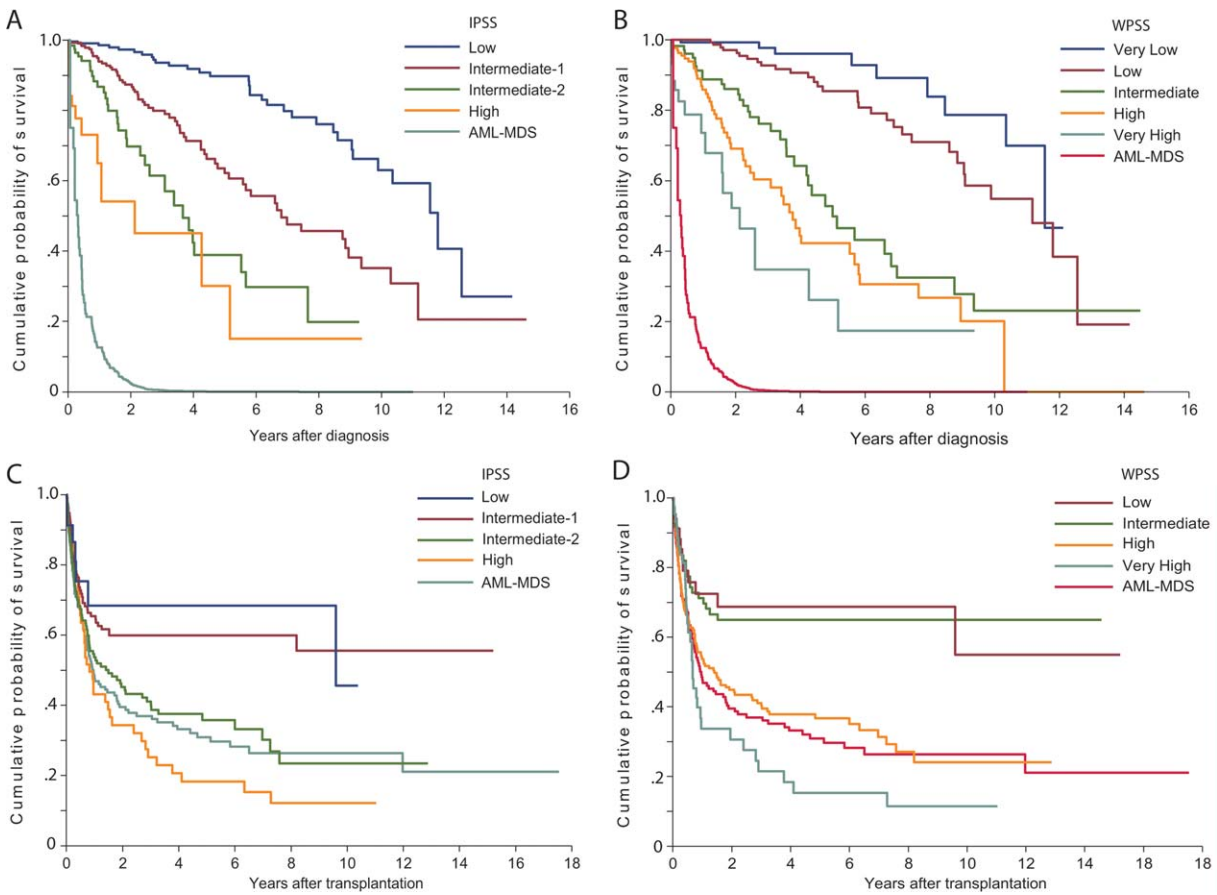 A
IPSS
Low
Intermediate-1
Intermediate-2
High
AML-MDS
Cumulative probability of survival
1.0
.8
.6
.4
.2
0
0 2 4 6 8 10 12 14 16
Years after diagnosis
B
WPSS
Very Low
Low
Intermediate
High
Very High
AML-MDS
Cumulative probability of survival
1.0
.8
.6
.4
.2
0
0 2 4 6 8 10 12 14 16
Years after diagnosis
C
IPSS
Low
Intermediate-1
Intermediate-2
High
AML-MDS
Cumulative probability of survival
1.0
.8
.6
.4
.2
0
0 2 4 6 8 10 12 14 16 18
Years after transplantation
D
WPSS
Low
Intermediate
High
Very High
AML-MDS
Cumulative probability of survival
1.0
.8
.6
.4
.2
0
0 2 4 6 8 10 12 14 16 18
Years after transplantation